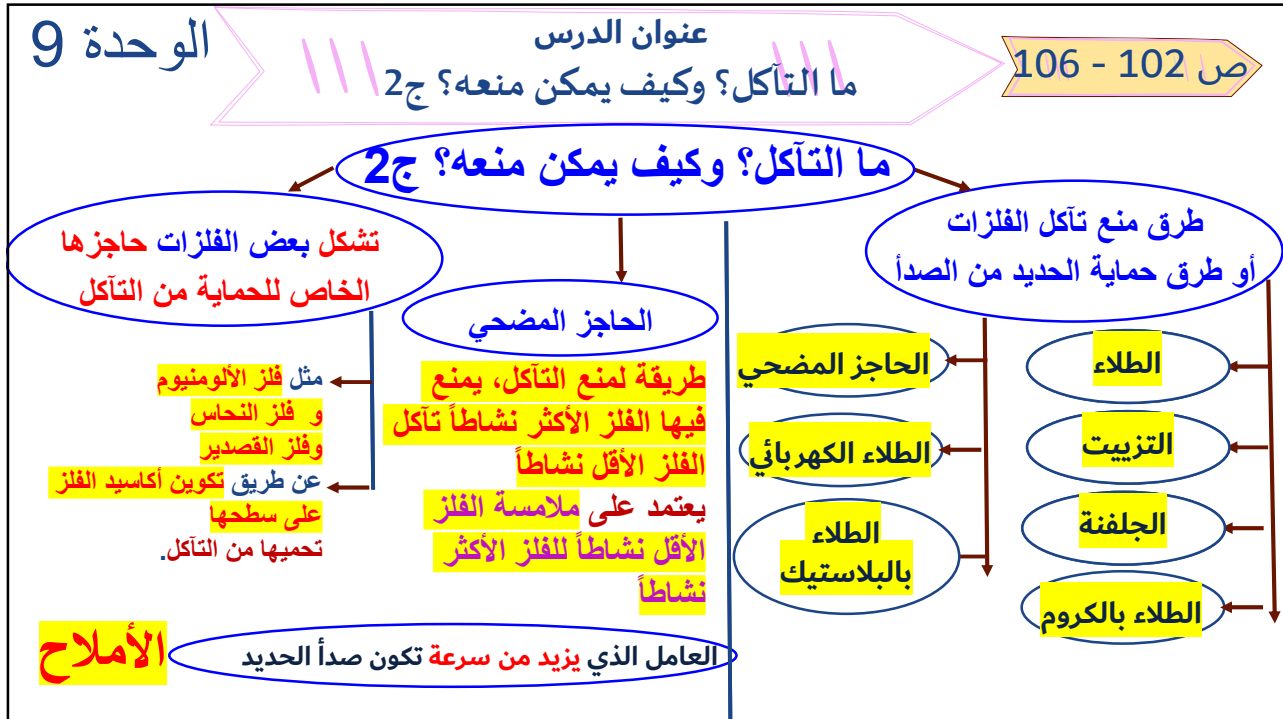 ص 102 - 106
عنوان الدرس
ما التآكل؟ وكيف يمكن منعه؟ ج2
الوحدة 9
ما التآكل؟ وكيف يمكن منعه؟ ج2
طرق منع تآكل الفلزات
أو طرق حماية الحديد من الصدأ
الطلاء
التزييت
الجلفنة
الطلاء بالكروم
الحاجز المضحي
الطلاء الكهربائي
الطلاء
بالبلاستيك
الحاجز المضحي
طريقة لمنع التآكل، يمنع
فيها الفلز الأكثر نشاطاً تآكل
الفلز الأقل نشاطاً
يعتمد على ملامسة الفلز
الأقل نشاطاً للفلز الأكثر
نشاطاً
تشكل بعض الفلزات حاجزها
الخاص للحماية من التآكل
مثل فلز الألومنيوم
و فلز النحاس
وفلز القصدير
عن طريق تكوين أكاسيد الفلز
على سطحها
تحميها من التآكل.
العامل الذي يزيد من سرعة تكون صدأ الحديد
الأملاح